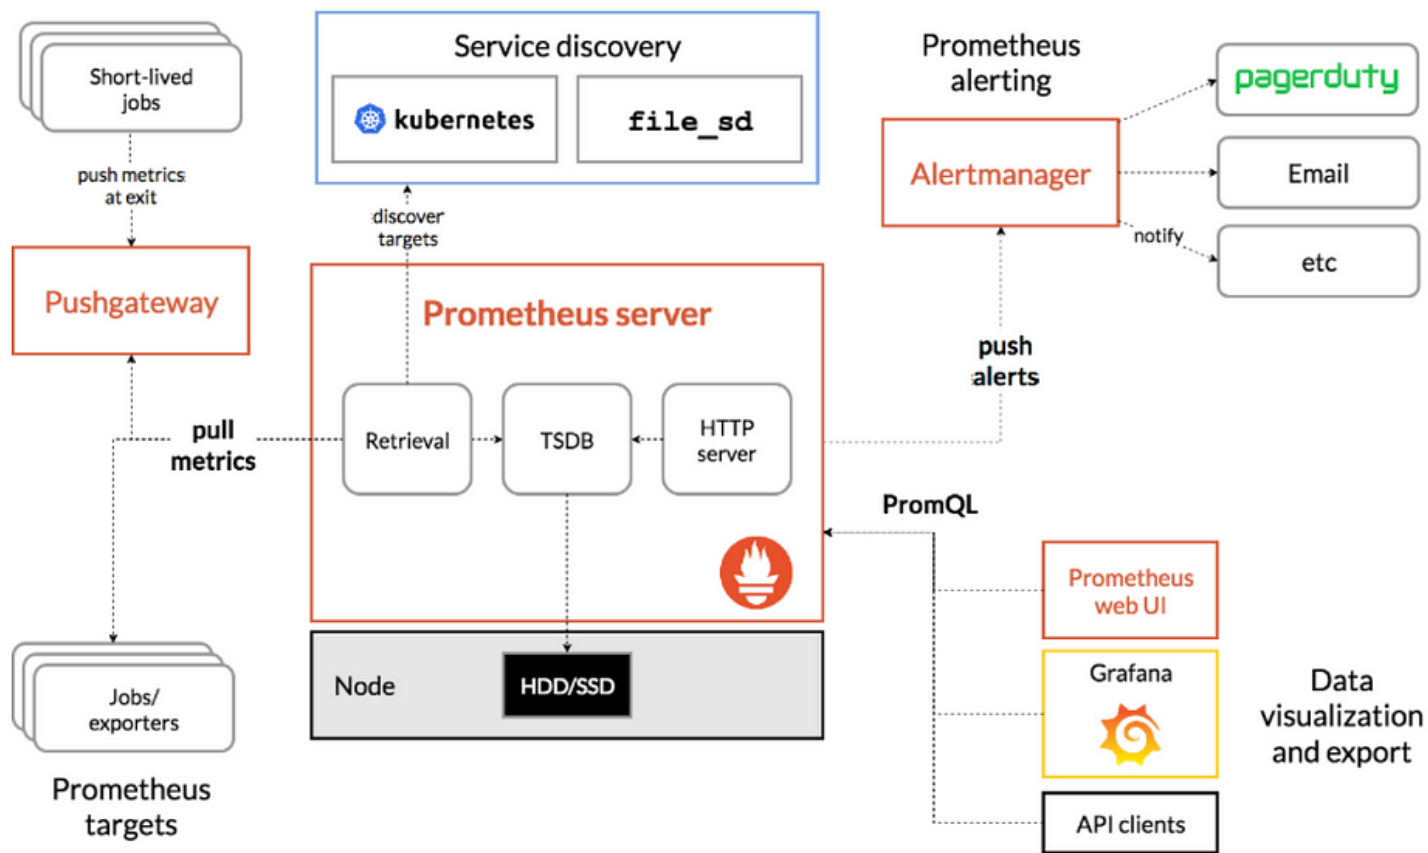 Short-lived
jobs
push metrics
at exit
Pushgateway
pull
metrics
Jobs/
exporters
Prometheus
targets
Service discovery
kubernetes
file_sd
discover
targets
Prometheus server
Retrieval
TSDB
HTTP
server
Node
HDD/SSD
Prometheus
alerting
Alertmanager
pagerduty
Email
notify
etc
push
alerts
PromQL
Prometheus
web UI
Grafana
API clients
Data
visualization
and export